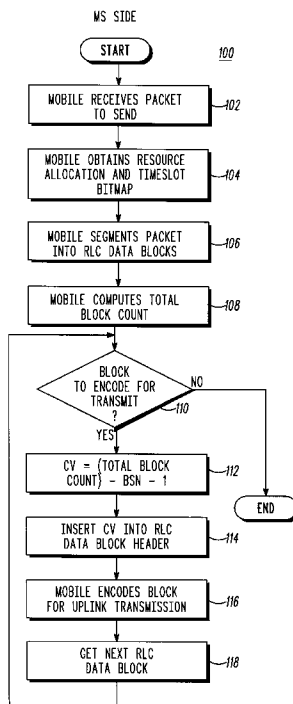 MS SIDE
START
100
MOBILE RECEIVES PACKET
TO SEND
102
MOBILE OBTAINS RESOURCE
ALLOCATION AND TIMESLOT
BITMAP
104
MOBILE SEGMENTS PACKET
INTO RLC DATA BLOCKS
106
MOBILE COMPUTES TOTAL
BLOCK COUNT
108
BLOCK
TO ENCODE FOR
TRANSMIT
?
110
NO
YES
CV = (TOTAL BLOCK
COUNT) - BSN - 1
112
END
INSERT CV INTO RLC
DATA BLOCK HEADER
114
MOBILE ENCODES BLOCK
FOR UPLINK TRANSMISSION
116
GET NEXT RLC
DATA BLOCK
118